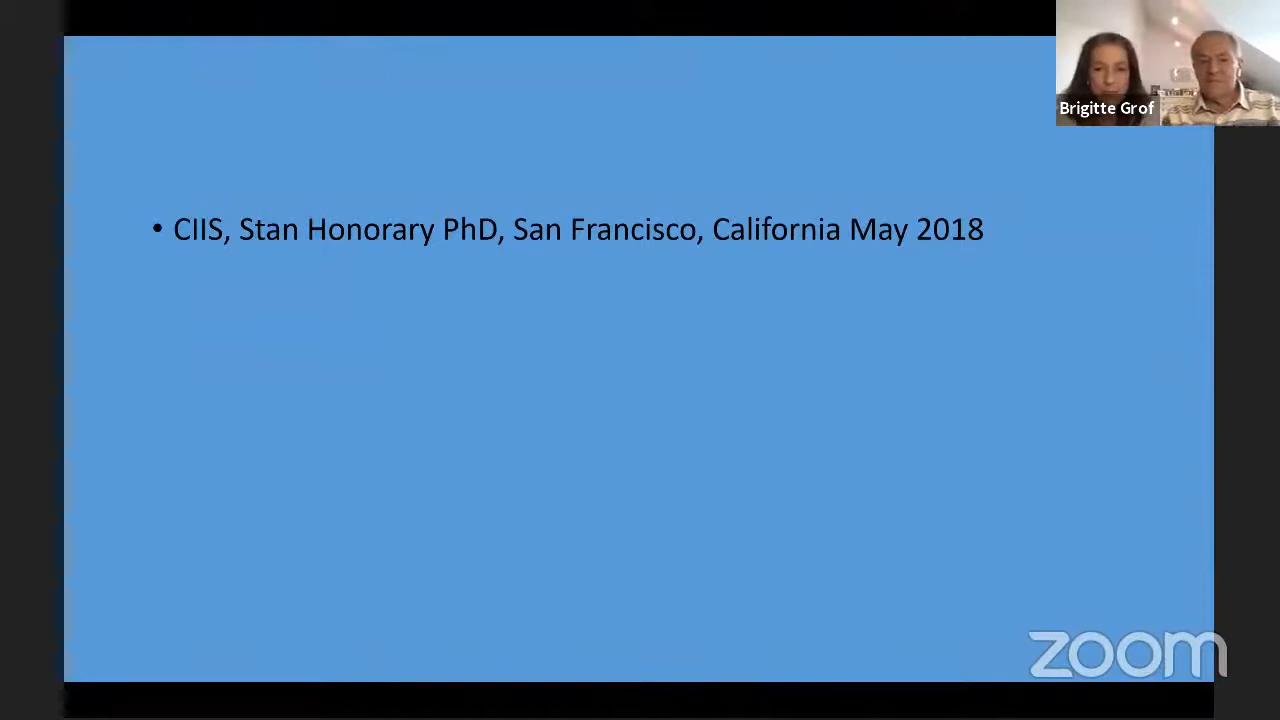 Brigitte Grof
• CIIS, Stan Honorary PhD, San Francisco, California May 2018
zoom